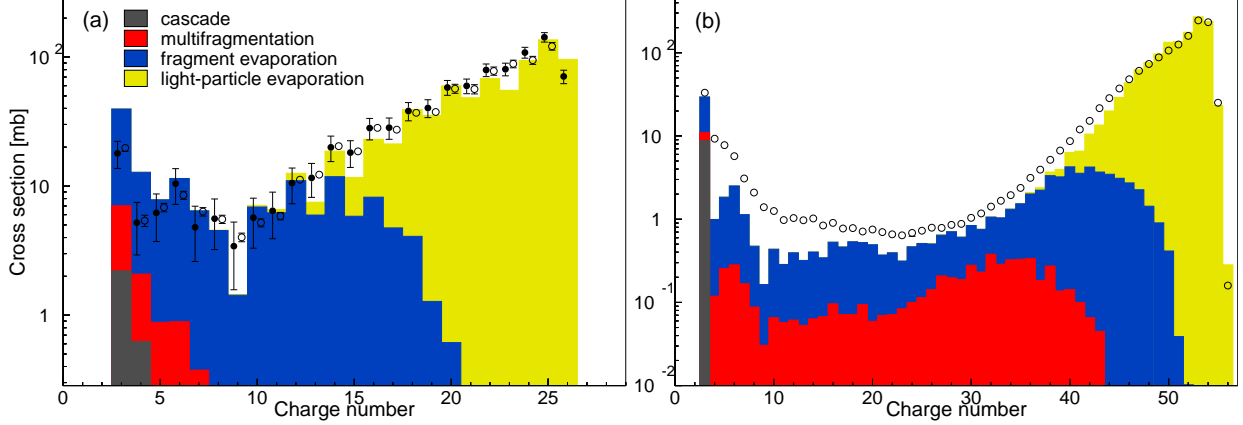 (a)
cascade
multifragmentation
fragment evaporation
light-particle evaporation
Cross section [mb]
10 2
10
1
0 5 10 15 20 25
Charge number
(b)
10 2
10
1
10 -1
10 -2
0 10 20 30 40 50
Charge number